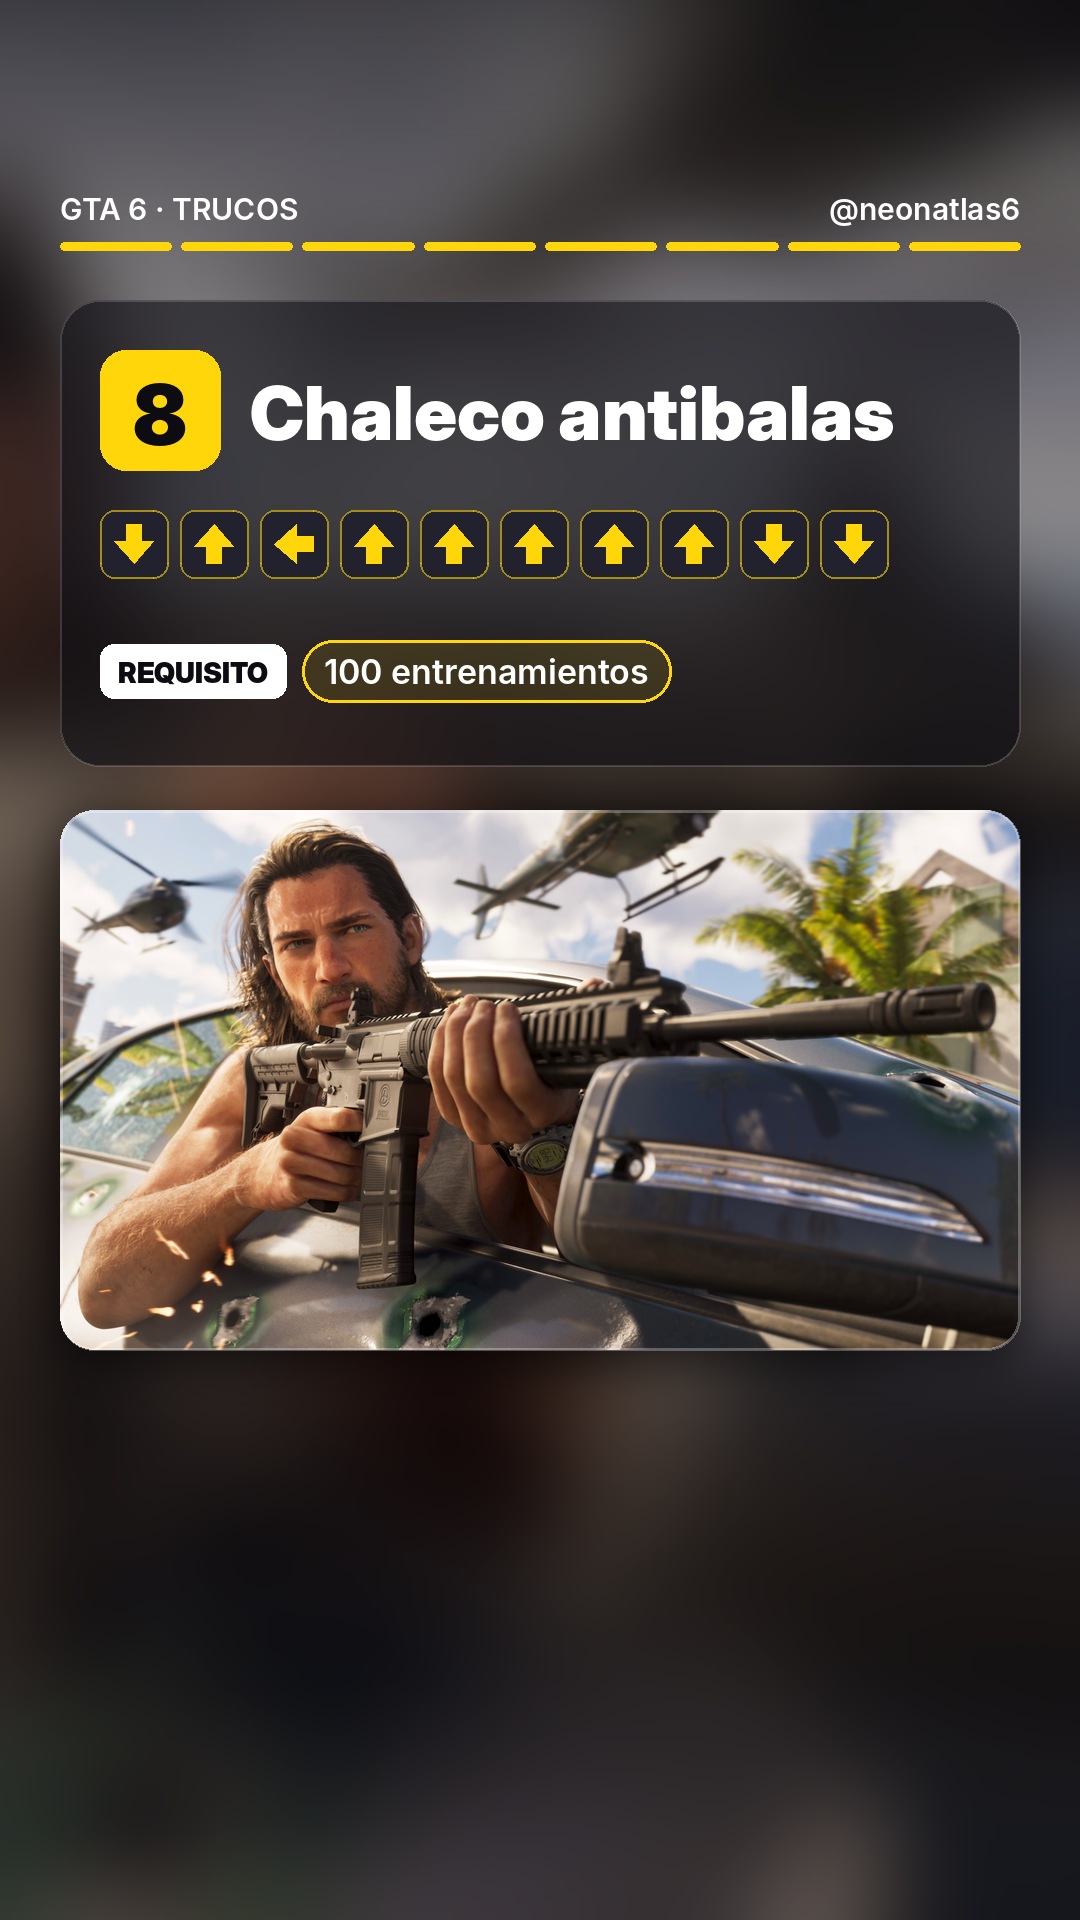 GTA 6 · TRUCOS
@neonatlas6
8 Chaleco antibalas
REQUISITO 100 entrenamientos